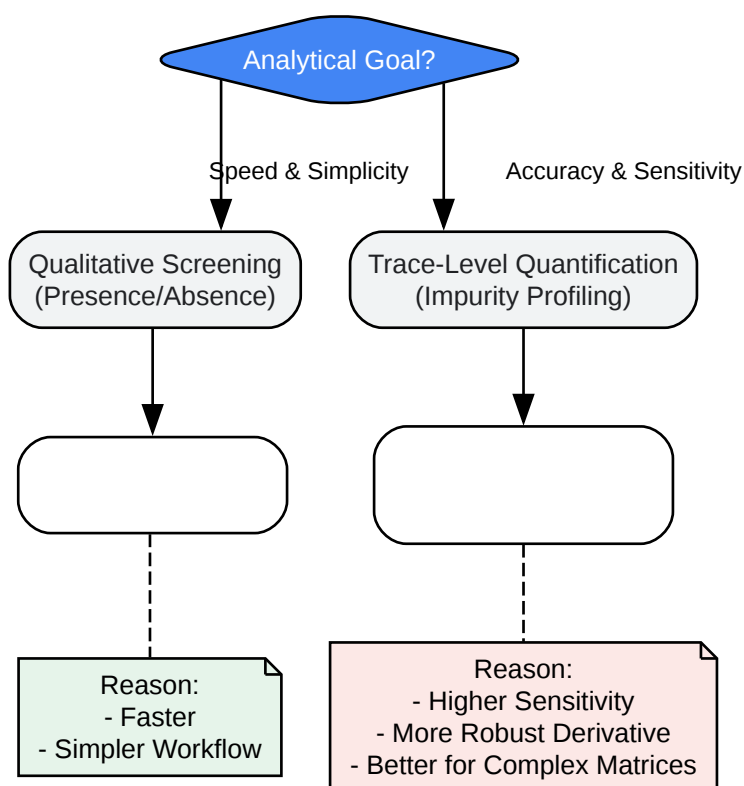 Analytical Goal?
Speed & Simplicity
Accuracy & Sensitivity
Qualitative Screening
(Presence/Absence)
Trace-Level Quantification
(Impurity Profiling)
Reason:
- Faster
- Simpler Workflow
Reason:
- Higher Sensitivity
- More Robust Derivative
- Better for Complex Matrices